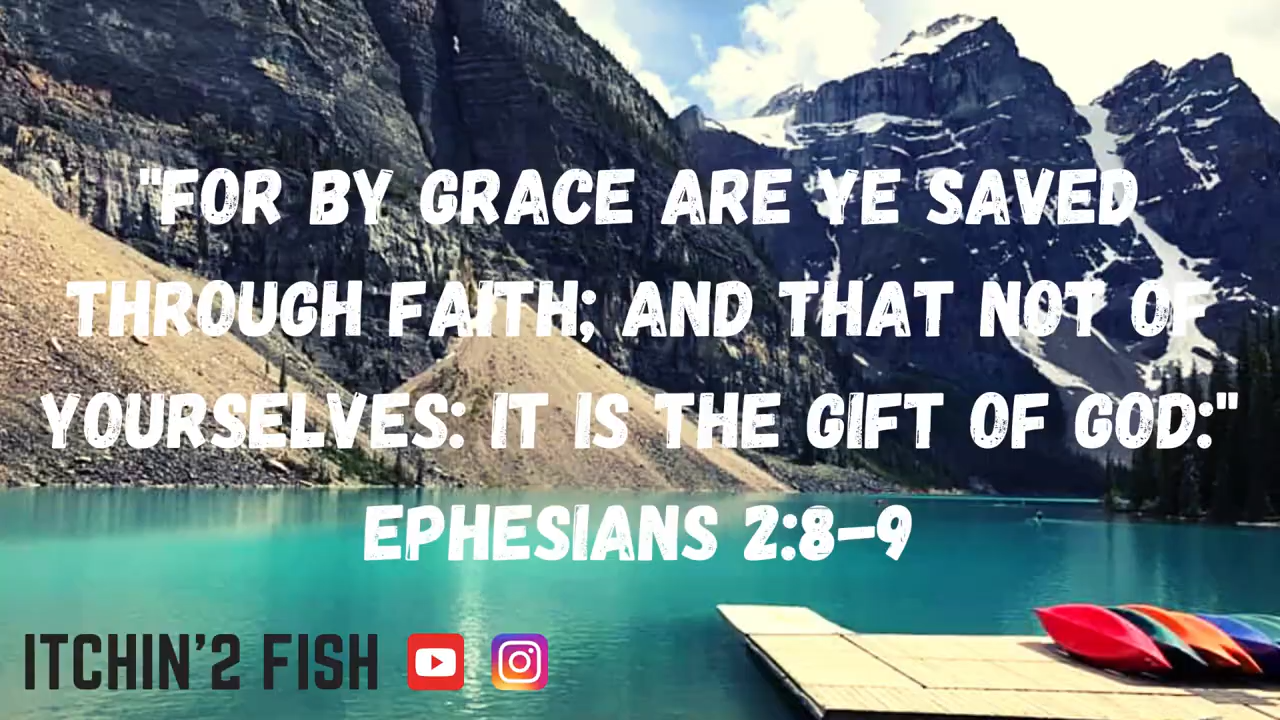 "FOR BY GRACE ARE YE SAVED
THROUGH FAITH; AND THAT NOT OF
YOURSELVES: IT IS THE GIFT OF GOD:"
EPHESIANS 2:8-9
ITCHIN'2 FISH